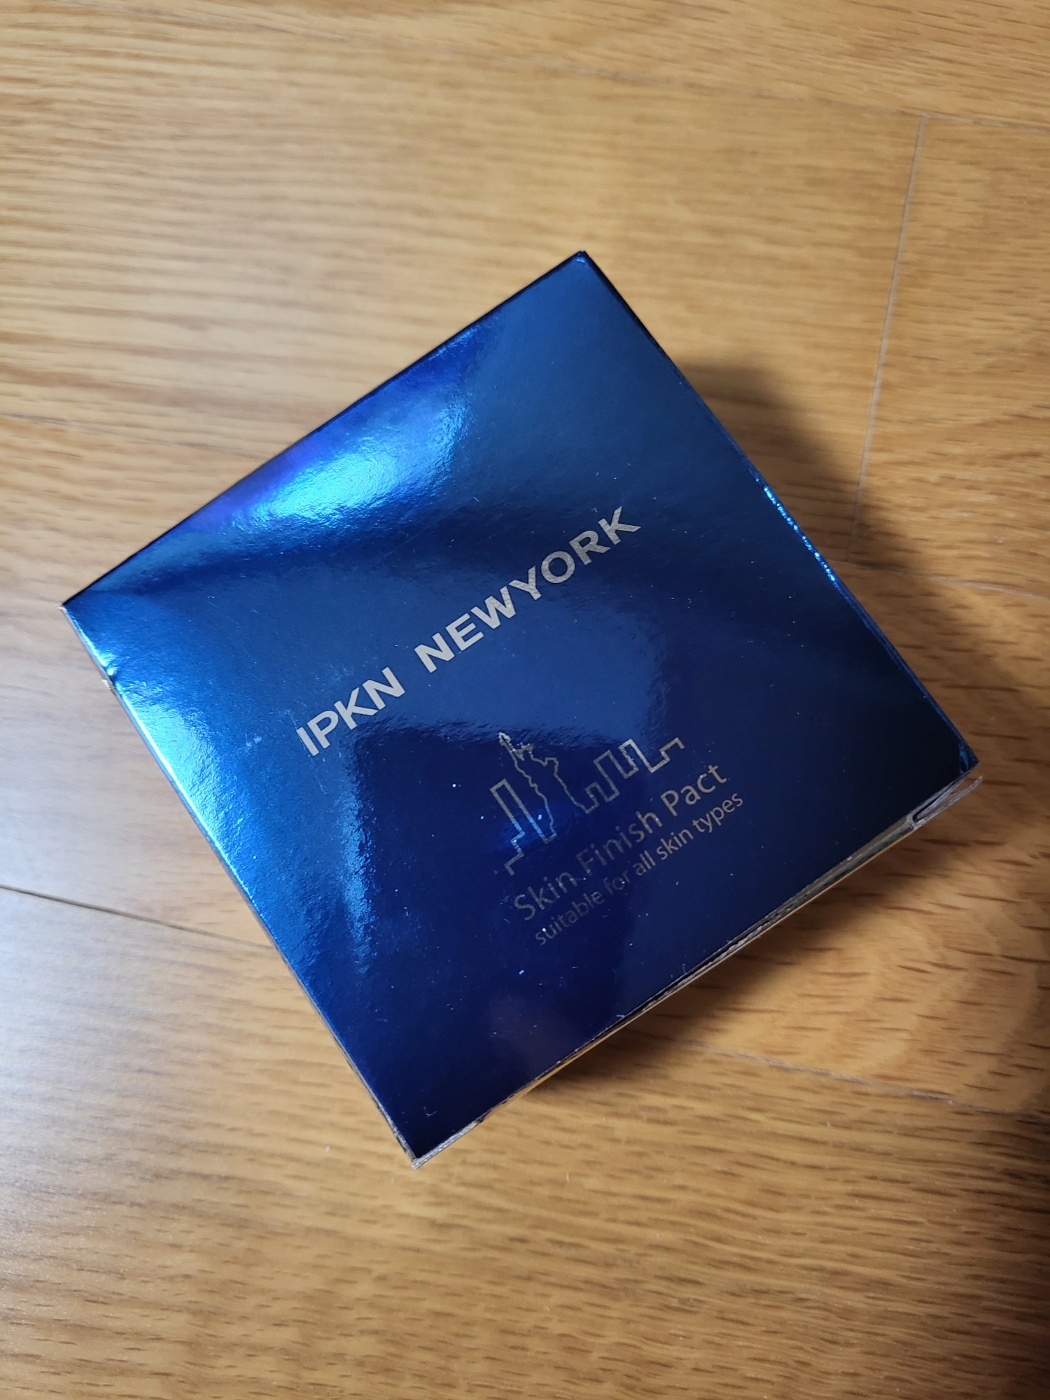 IPKN NEWYORK
Skin Finish Pact
suitable for all skin types